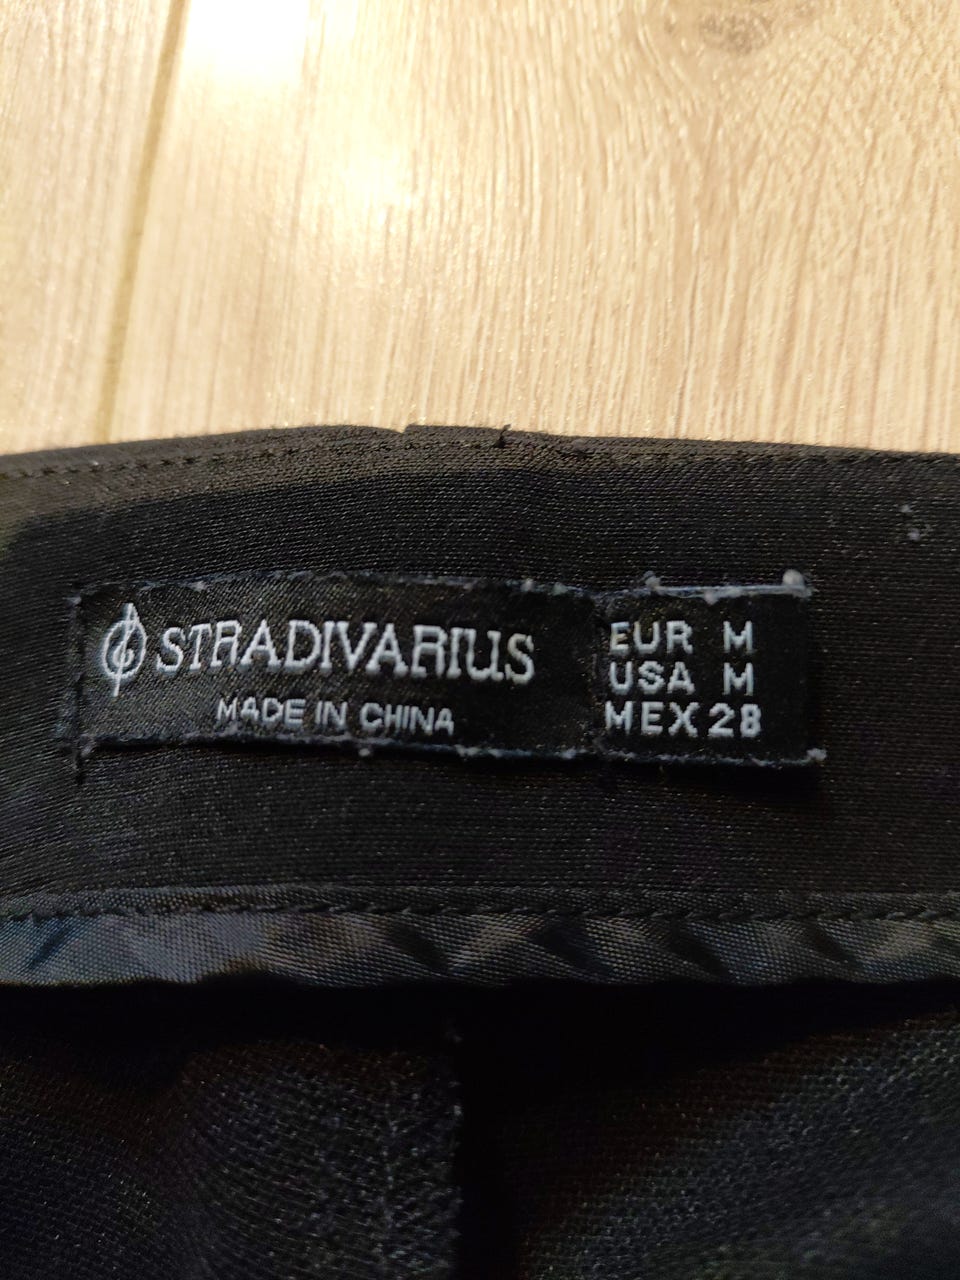 STRADIVARIUS
MADE IN CHINA
EUR M
USA M
MEX 28